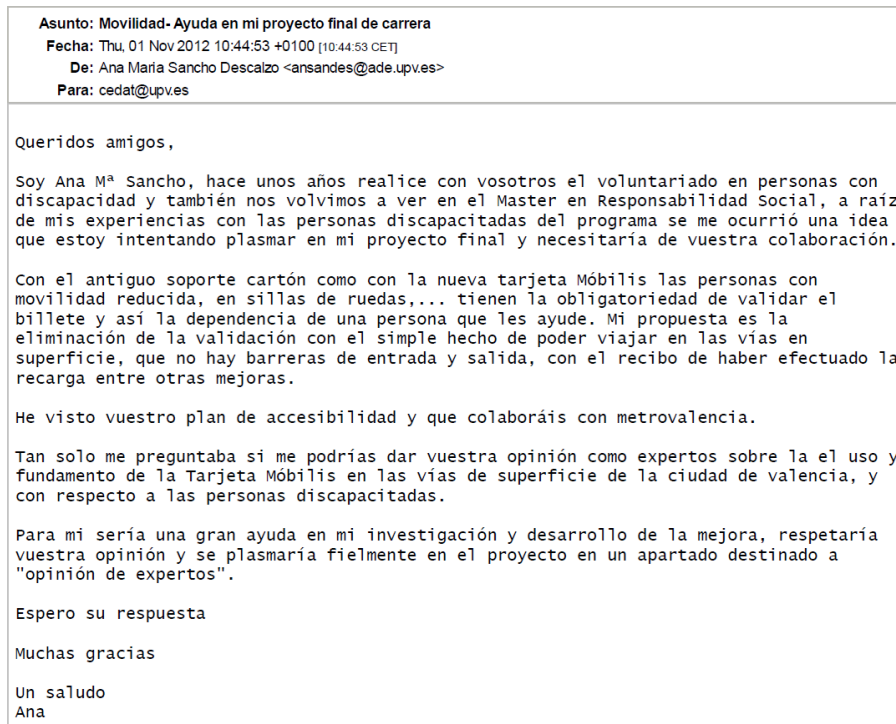 Asunto: Movilidad- Ayuda en mi proyecto final de carrera
Fecha: Thu, 01 Nov 2012 10:44:53 +0100 [10:44:53 CET]
De: Ana Maria Sancho Descalzo <ansandes@ade.upv.es>
Para: cedat@upv.es
Queridos amigos,
Soy Ana Mª Sancho, hace unos años realice con vosotros el voluntariado en personas con
discapacidad y también nos volvimos a ver en el Master en Responsabilidad Social, a raíz
de mis experiencias con las personas discapacitadas del programa se me ocurrió una idea
que estoy intentando plasmar en mi proyecto final y necesitaría de vuestra colaboración.
Con el antiguo soporte cartón como con la nueva tarjeta Móbilis las personas con
movilidad reducida, en sillas de ruedas,... tienen la obligatoriedad de validar el
billete y así la dependencia de una persona que les ayude. Mi propuesta es la
eliminación de la validación con el simple hecho de poder viajar en las vías en
superficie, que no hay barreras de entrada y salida, con el recibo de haber efectuado la
recarga entre otras mejoras.
He visto vuestro plan de accesibilidad y que colaboráis con metrovalencia.
Tan solo me preguntaba si me podrías dar vuestra opinión como expertos sobre la el uso y
fundamento de la Tarjeta Móbilis en las vías de superficie de la ciudad de valencia, y
con respecto a las personas discapacitadas.
Para mi sería una gran ayuda en mi investigación y desarrollo de la mejora, respetaría
vuestra opinión y se plasmaría fielmente en el proyecto en un apartado destinado a
"opinión de expertos".
Espero su respuesta
Muchas gracias
Un saludo
Ana